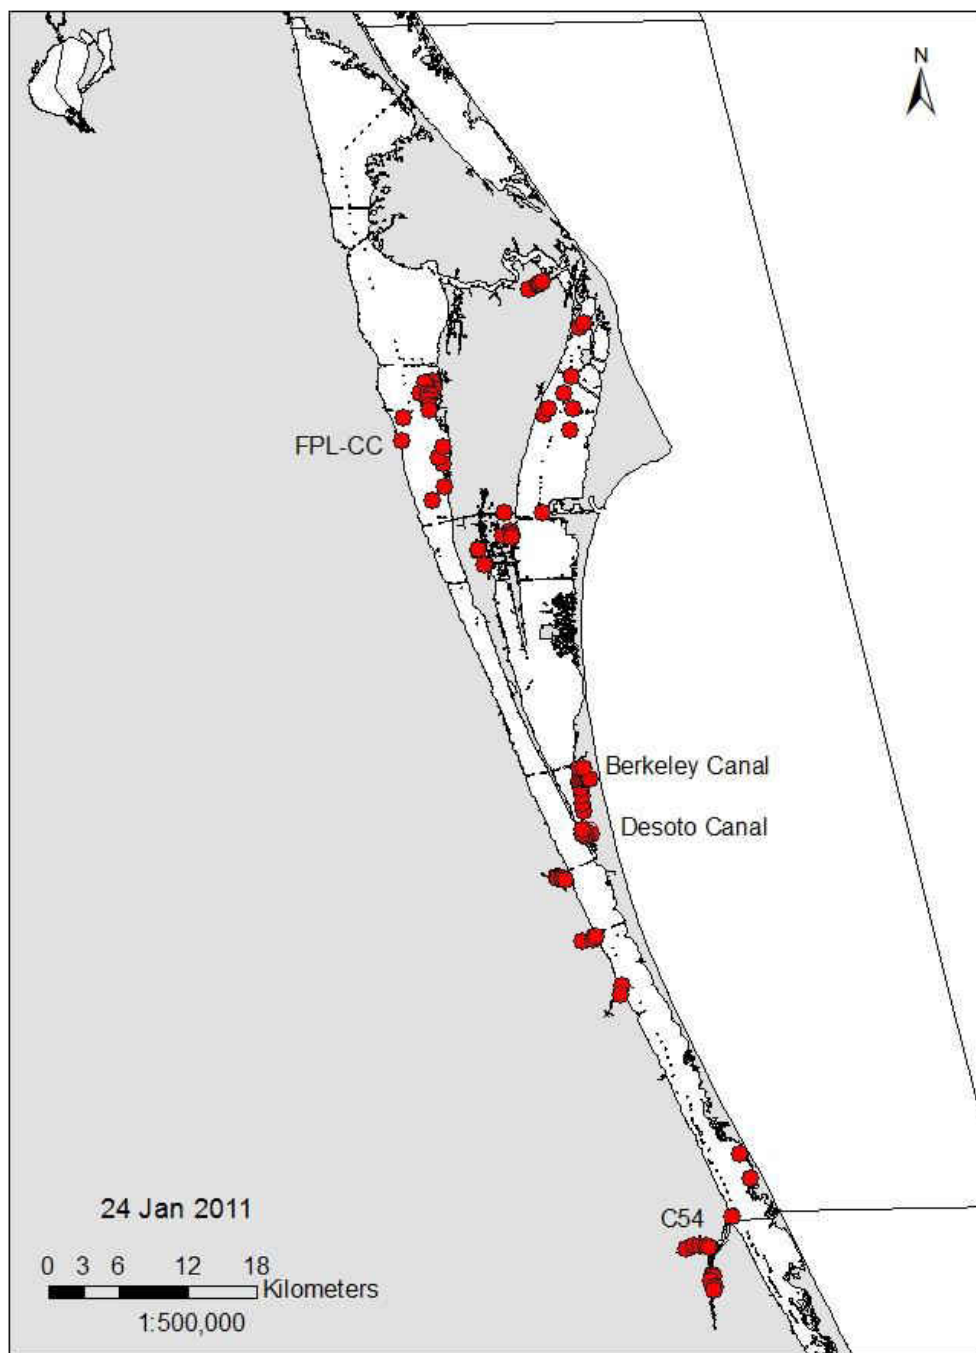 N
FPL-CC
Berkeley Canal
Desoto Canal
24 Jan 2011
C54
0 3 6 12 18
Kilometers
1:500,000